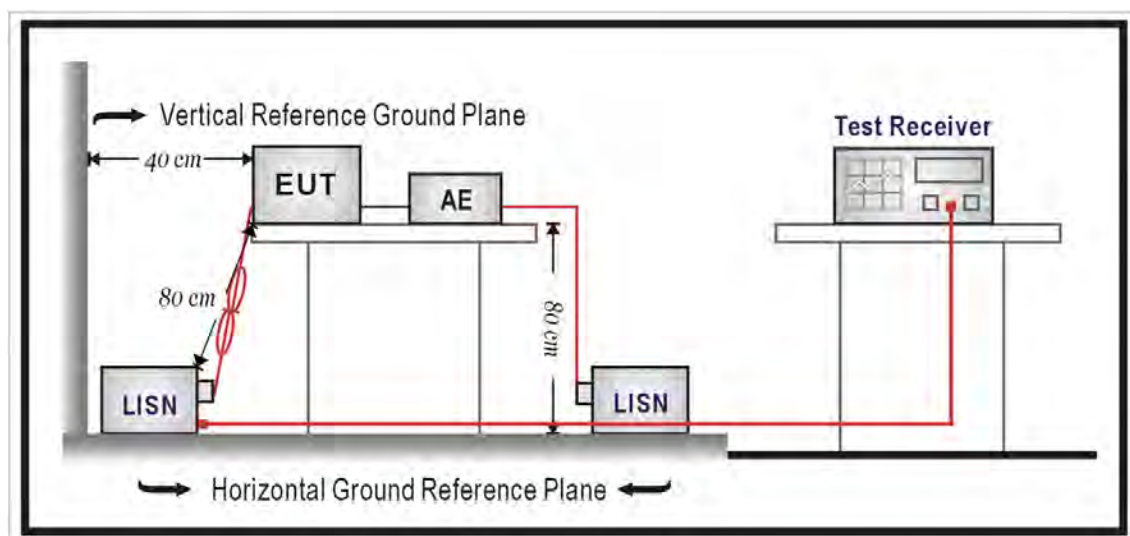 Vertical Reference Ground Plane
Test Receiver
40 cm
EUT
AE
80 cm
80 cm
LISN
LISN
Horizontal Ground Reference Plane